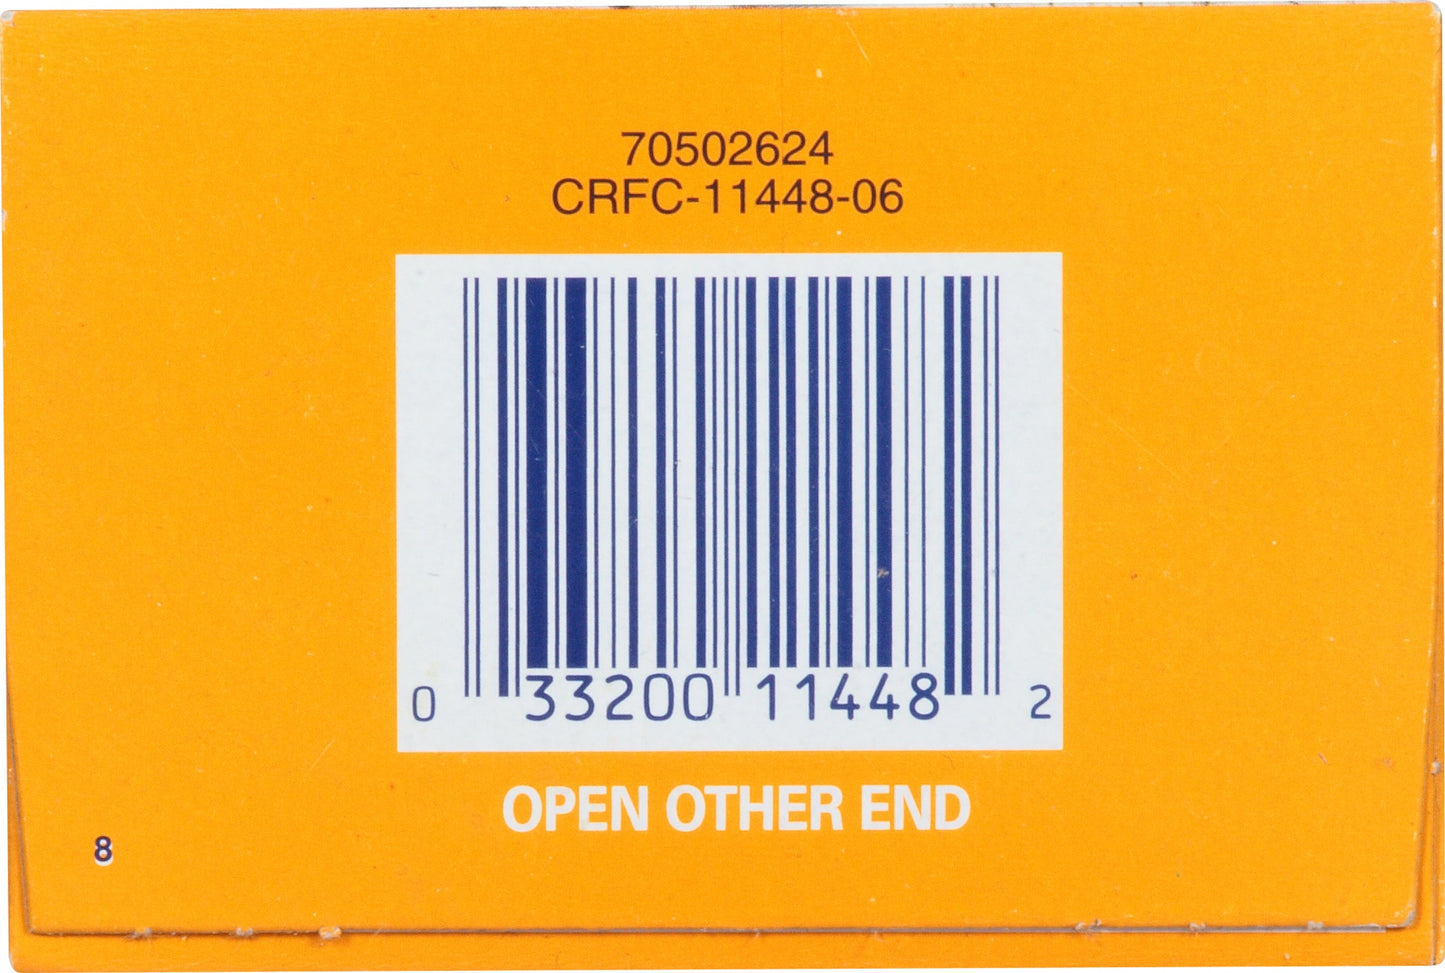 70502624
CRFC-11448-06
0 33200 11448 2
OPEN OTHER END
8